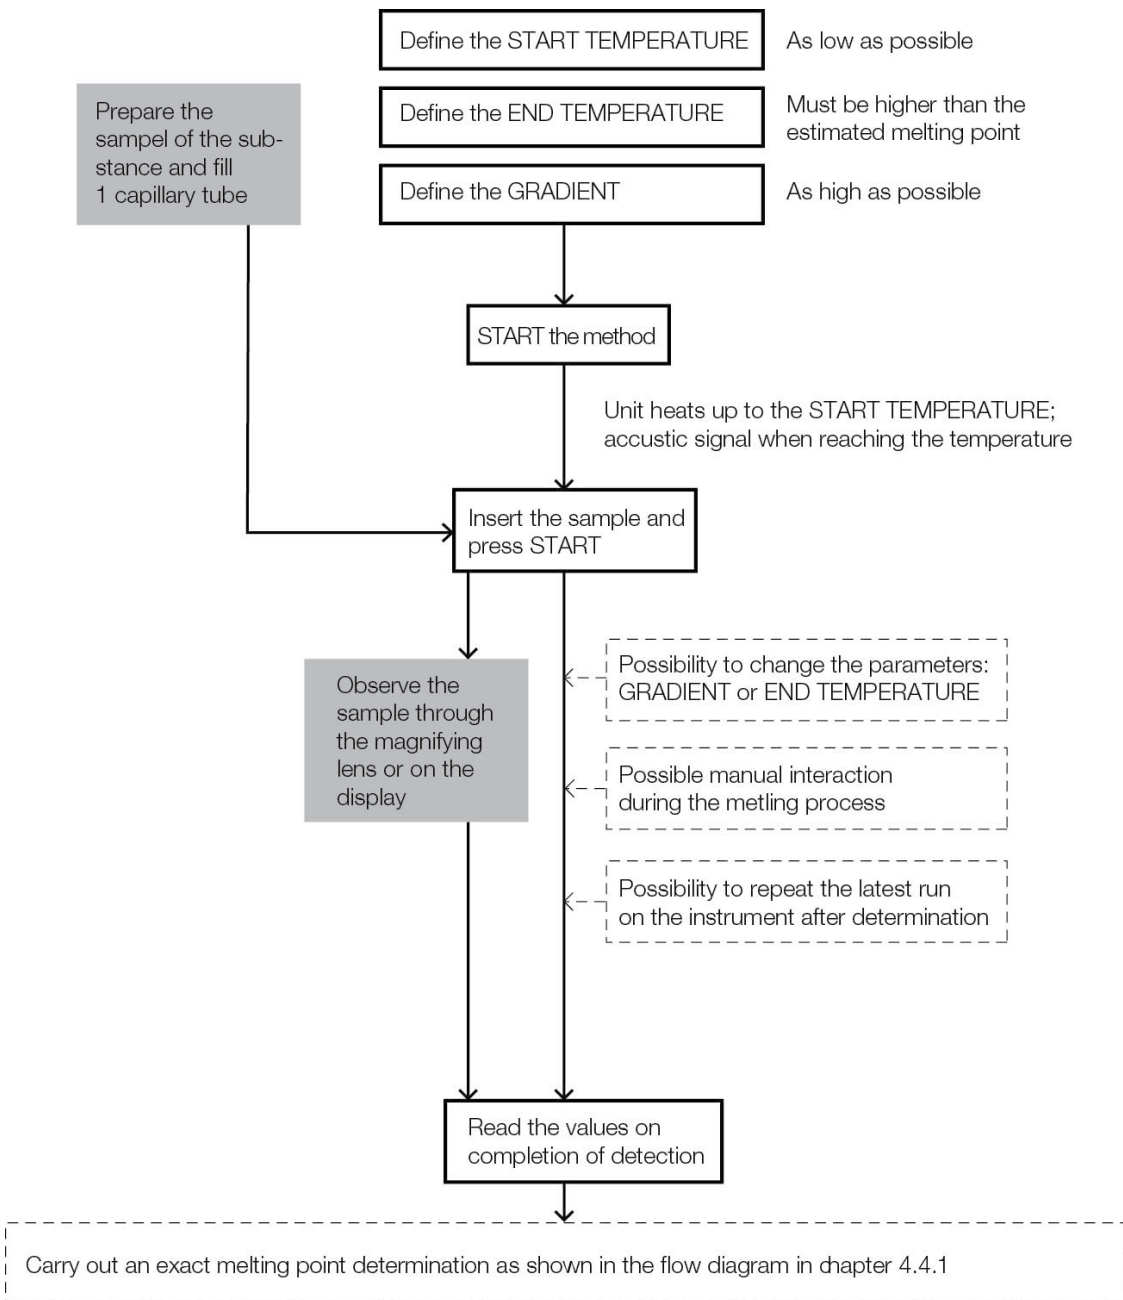 Define the START TEMPERATURE
As low as possible
Prepare the
sampel of the sub-
stance and fill
1 capillary tube
Define the END TEMPERATURE
Must be higher than the
estimated melting point
Define the GRADIENT
As high as possible
START the method
Unit heats up to the START TEMPERATURE;
accustic signal when reaching the temperature
Insert the sample and
press START
Observe the
sample through
the magnifying
lens or on the
display
Possibility to change the parameters:
GRADIENT or END TEMPERATURE
Possible manual interaction
during the metling process
Possibility to repeat the latest run
on the instrument after determination
Read the values on
completion of detection
Carry out an exact melting point determination as shown in the flow diagram in chapter 4.4.1